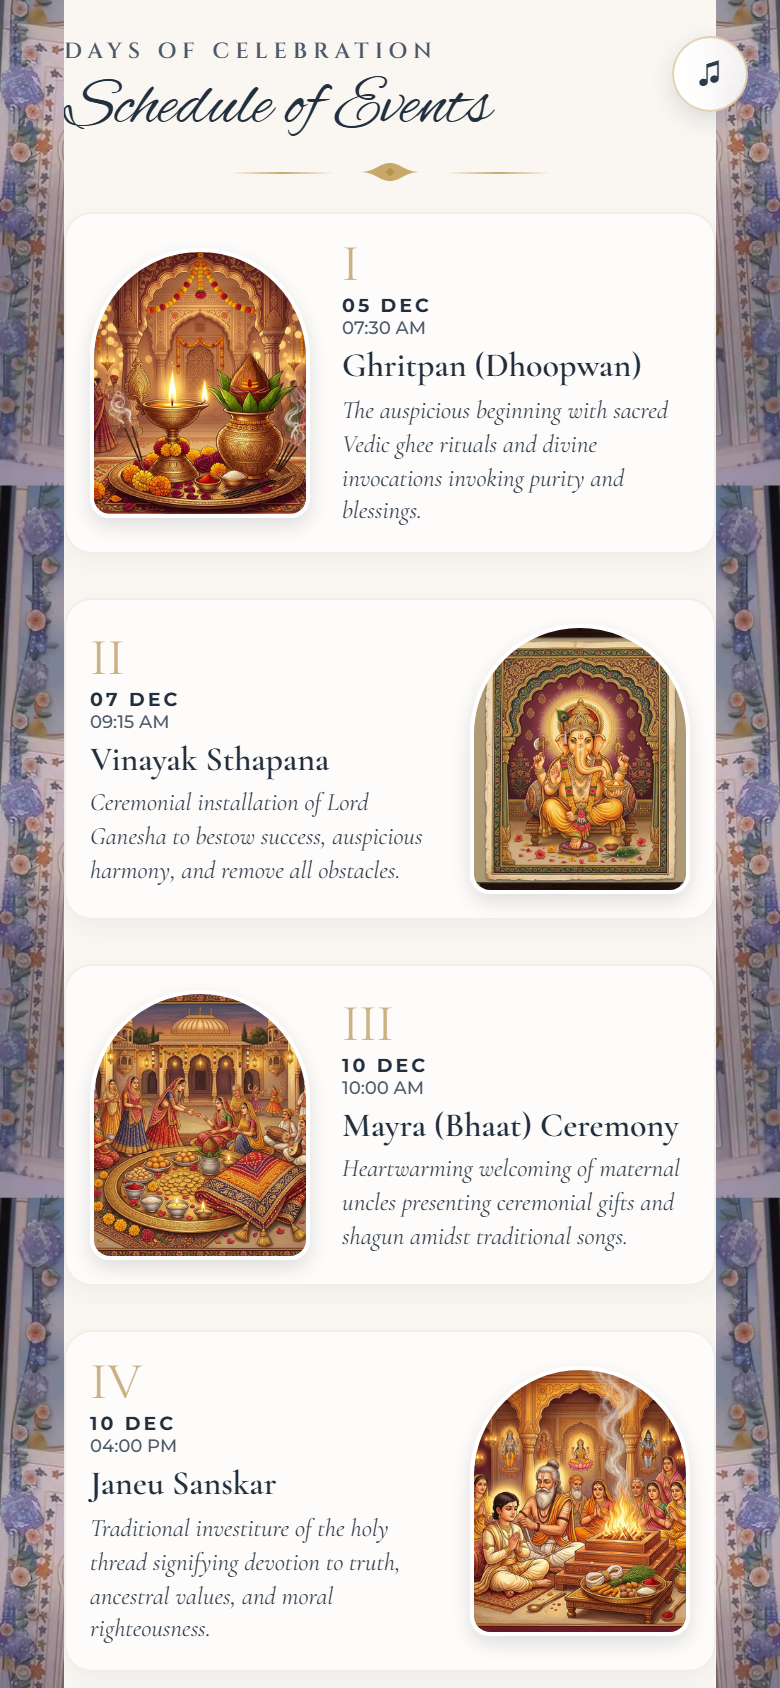 DAYS OF CELEBRATION
Schedule of Events
I
05 DEC
07:30 AM
Ghritpan (Dhoopwan)
The auspicious beginning with sacred
Vedic ghee rituals and divine
invocations invoking purity and
blessings.
II
07 DEC
09:15 AM
Vinayak Sthapana
Ceremonial installation of Lord
Ganesha to bestow success, auspicious
harmony, and remove all obstacles.
III
10 DEC
10:00 AM
Mayra (Bhaat) Ceremony
Heartwarming welcoming of maternal
uncles presenting ceremonial gifts and
shagun amidst traditional songs.
IV
10 DEC
04:00 PM
Janeu Sanskar
Traditional investiture of the holy
thread signifying devotion to truth,
ancestral values, and moral
righteousness.